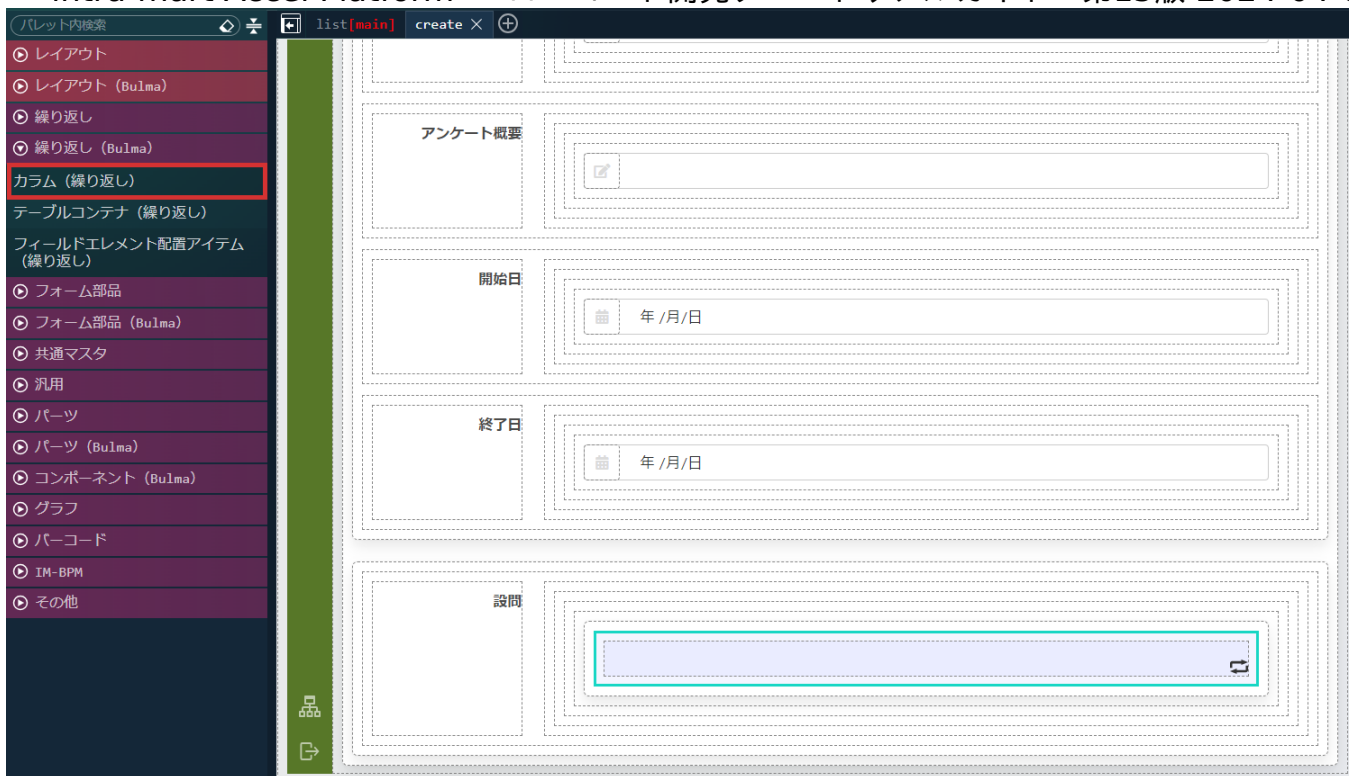 パレット内検索
list[main] create
レイアウト
レイアウト（Bulma）
繰り返し
繰り返し（Bulma）
カラム（繰り返し）
テーブルコンテナ（繰り返し）
フィールドエレメント配置アイテム
（繰り返し）
フォーム部品
フォーム部品（Bulma）
共通マスタ
汎用
パーツ
パーツ（Bulma）
コンポーネント（Bulma）
グラフ
バーコード
IM-BPM
その他
アンケート概要
開始日
年 /月/日
終了日
年 /月/日
設問